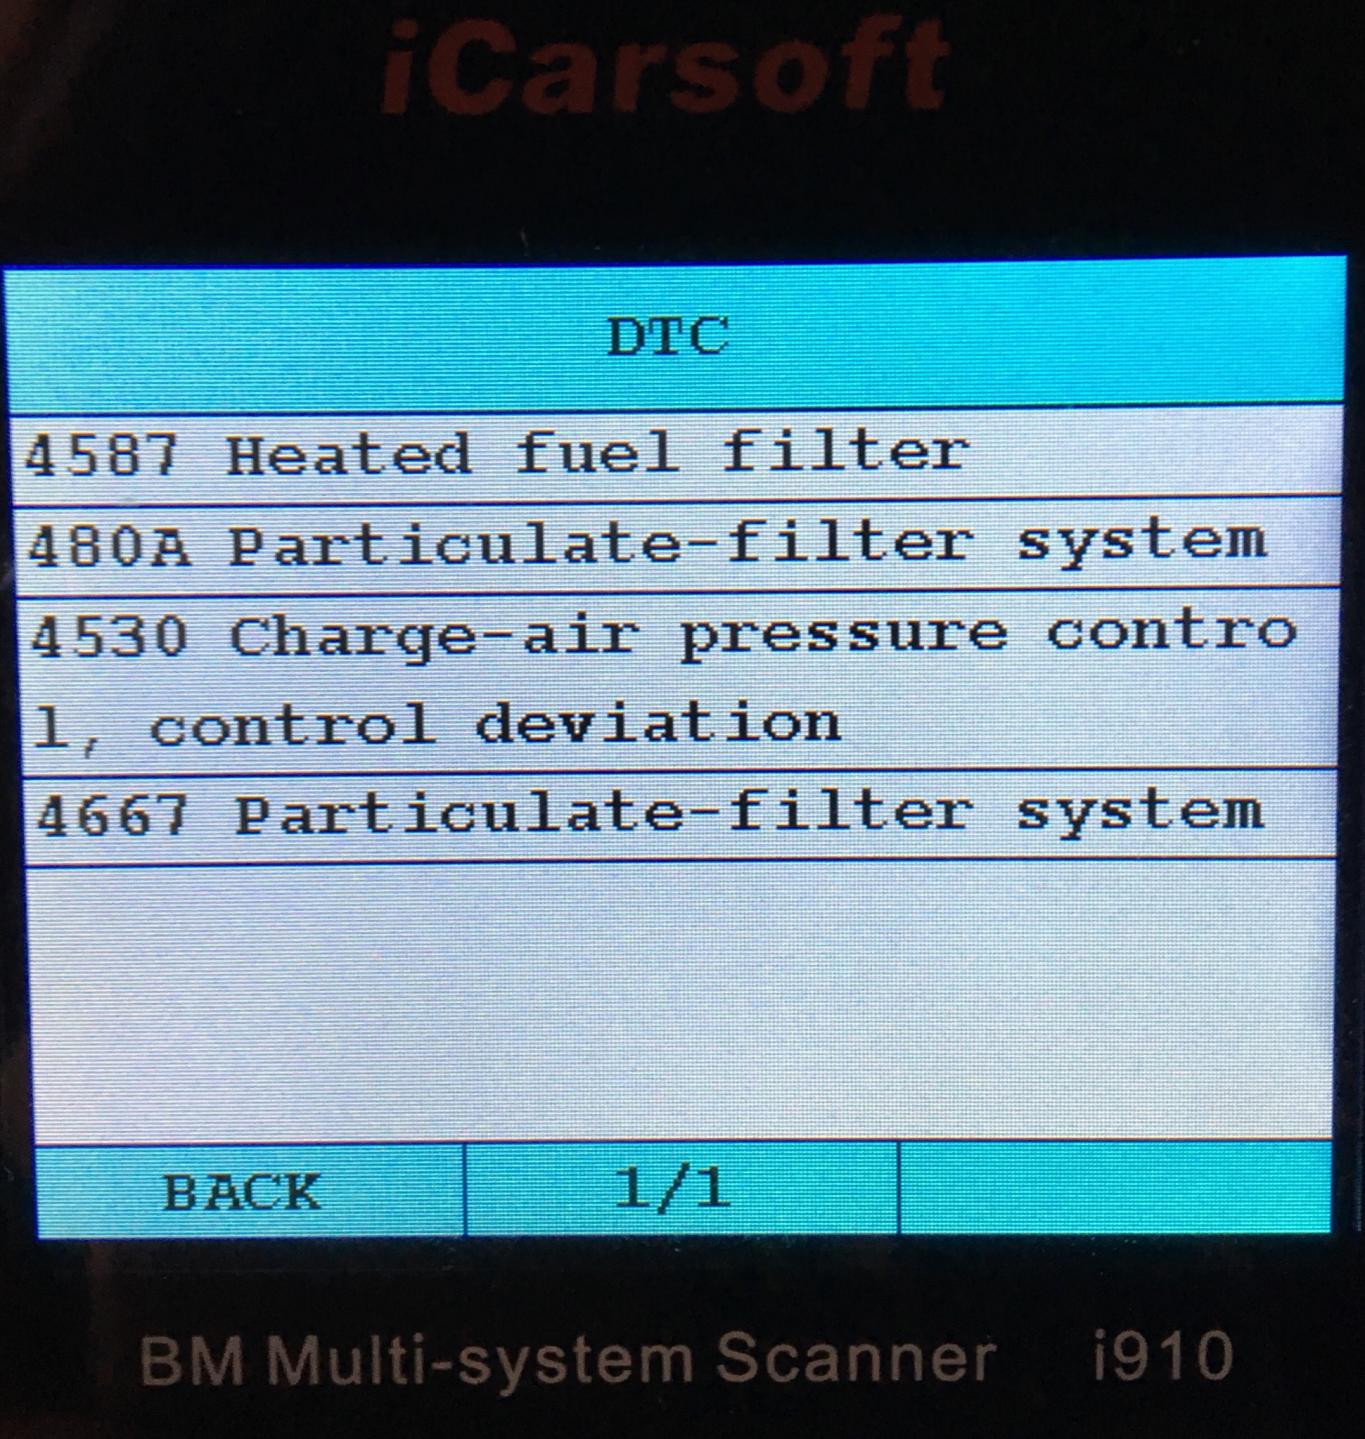 iCarsoft
DTC
4587 Heated fuel filter
480A Particulate-filter system
4530 Charge-air pressure contro
l, control deviation
4667 Particulate-filter system
BACK 1/1
BM Multi-system Scanner i910